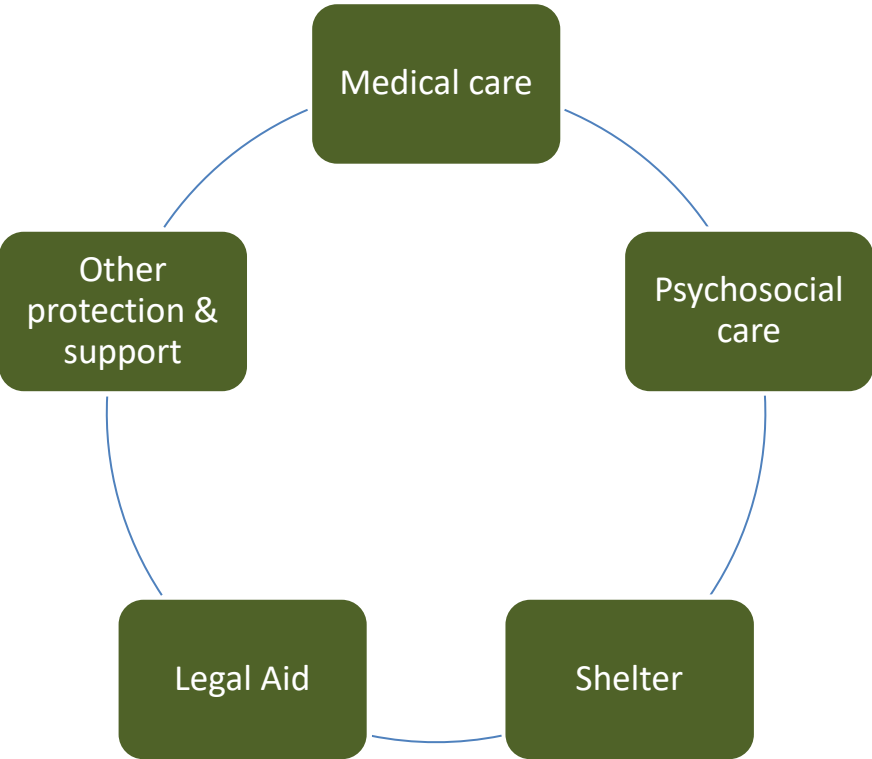 Medical care
Other
protection &
support
Psychosocial
care
Legal Aid
Shelter